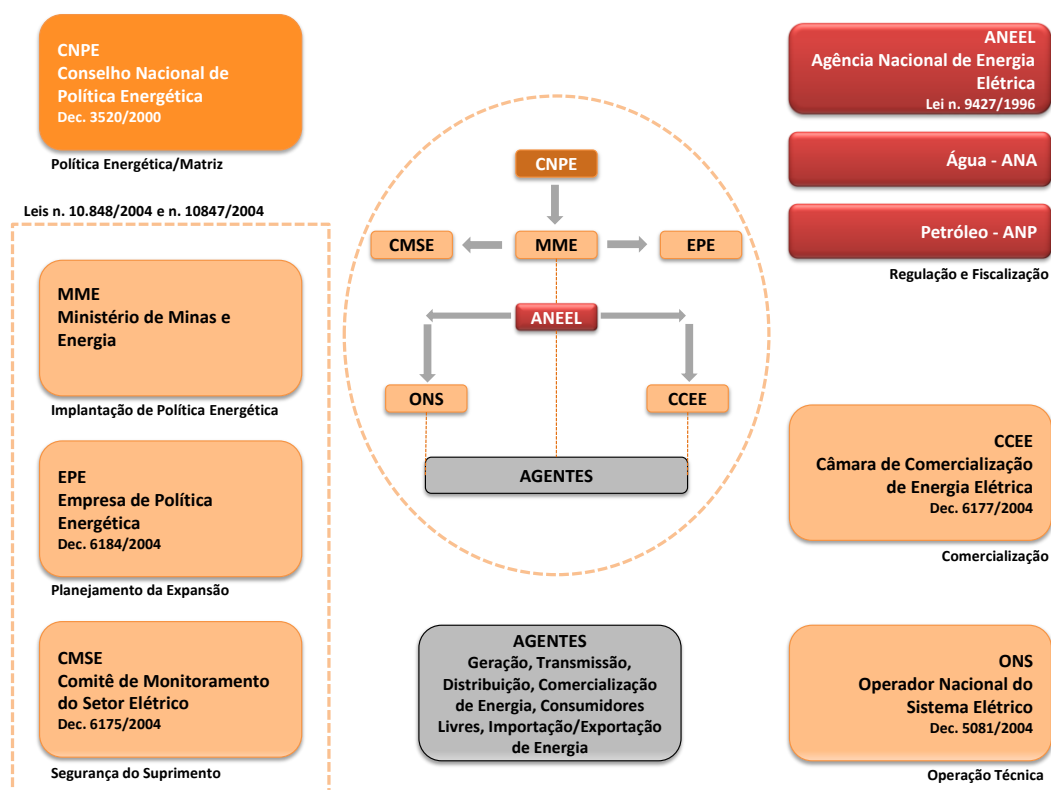 CNPE
Conselho Nacional de
Política Energética
Dec. 3520/2000
Política Energética/Matriz
Leis n. 10.848/2004 e n. 10847/2004
MME
Ministério de Minas e
Energia
Implantação de Política Energética
EPE
Empresa de Política
Energética
Dec. 6184/2004
Planejamento da Expansão
CMSE
Comitê de Monitoramento
do Setor Elétrico
Dec. 6175/2004
Segurança do Suprimento
CNPE
CMSE
MME
EPE
ANEEL
ONS
CCEE
AGENTES
AGENTES
Geração, Transmissão,
Distribuição, Comercialização
de Energia, Consumidores
Livres, Importação/Exportação
de Energia
ANEEL
Agência Nacional de Energia
Elétrica
Lei n. 9427/1996
Água - ANA
Petróleo - ANP
Regulação e Fiscalização
CCEE
Câmara de Comercialização
de Energia Elétrica
Dec. 6177/2004
Comercialização
ONS
Operador Nacional do
Sistema Elétrico
Dec. 5081/2004
Operação Técnica